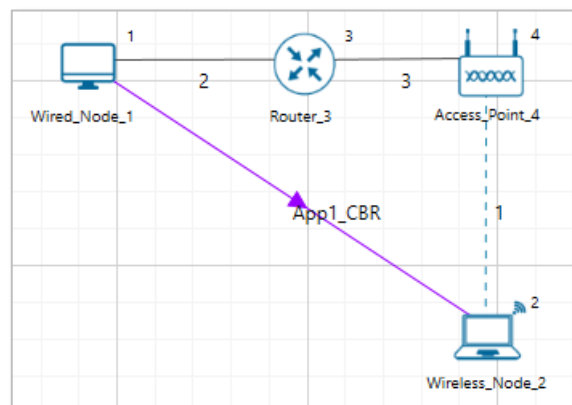 1
3
4
2
3
Wired_Node_1
Router_3
Access_Point_4
App1_CBR
1
2
Wireless_Node_2